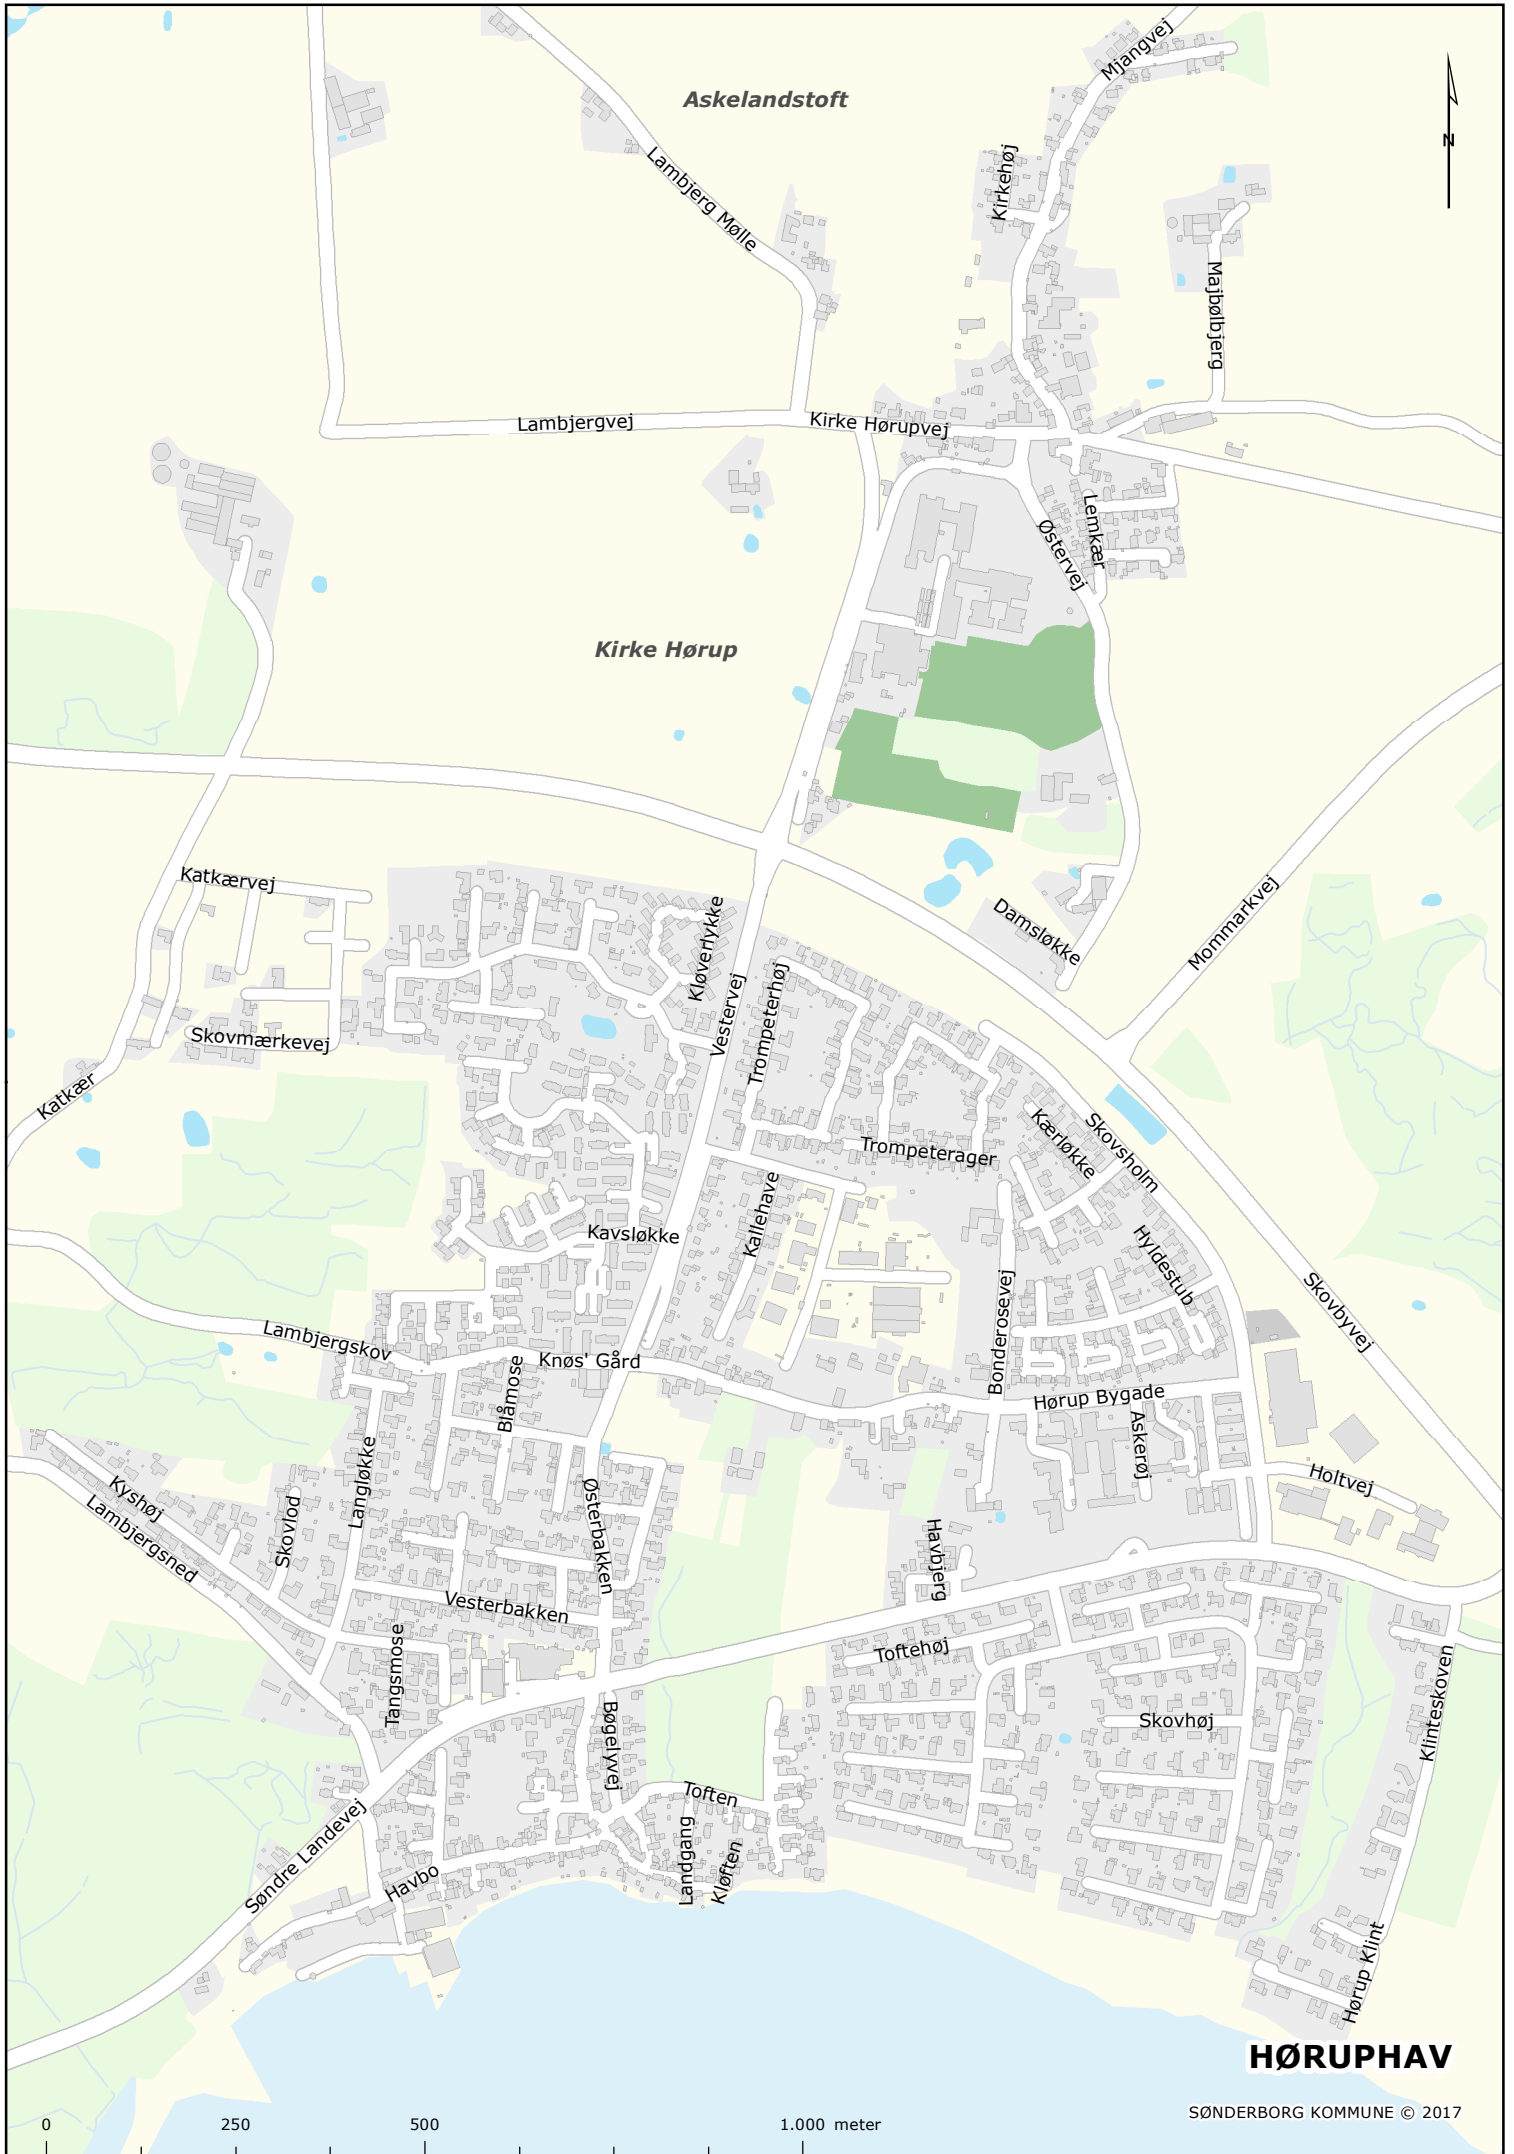 Mjangvej
Askelandstoft
Kirkehøj
Lambjerg Mølle
N
Majbølbjerg
Lambjergvej
Kirke Hørupvej
Lemkær
Østervej
Kirke Hørup
Katkærvej
Kløverlykke
Damsløkke
Mommarkvej
Vestervej
Trompeterhøj
Skovmærkevej
Katkær
Kærløkke
Skovsholm
Trompeterager
Kallehave
Kavsløkke
Hyldestub
Bonderosevej
Skovbyvej
Lambjergskov
Knøs' Gård
Blåmose
Hørup Bygade
Askerøj
Langløkke
Holtvej
Kyshøj
Skovlod
Østerbakken
Lambjergsned
Havbjerg
Vesterbakken
Tangsmose
Toftehøj
Klinteskoven
Skovhøj
Bøgelyvej
Toften
Søndre Landevej
Landgang
Kløften
Havbo
Hørup Klint
HØRUPHAV
SØNDERBORG KOMMUNE © 2017
0 250 500 1.000 meter